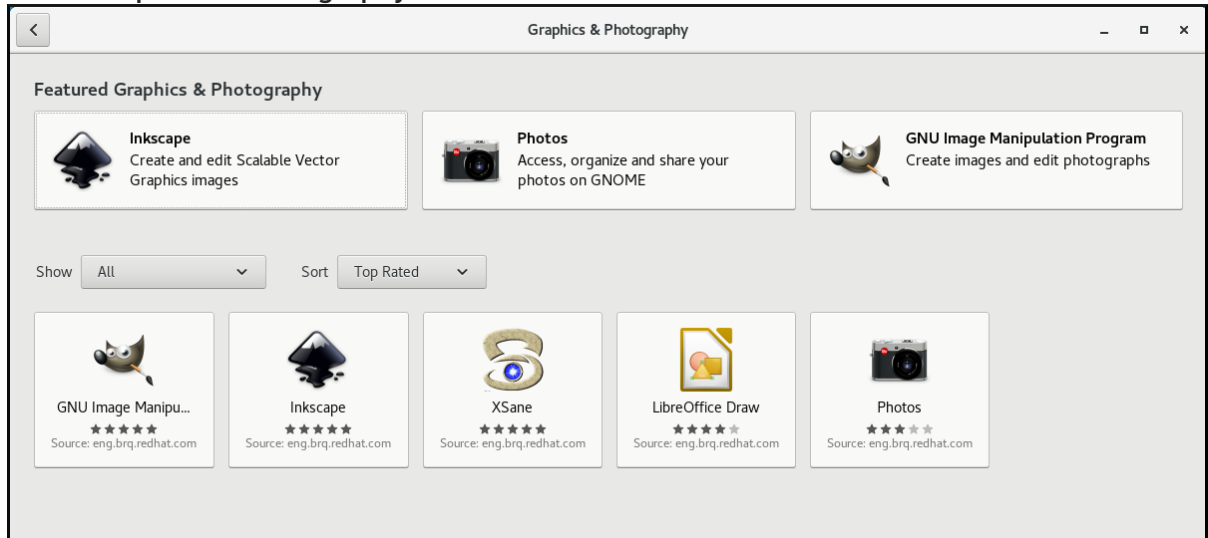 Graphics & Photography
Featured Graphics & Photography
Inkscape
Create and edit Scalable Vector
Graphics images
Photos
Access, organize and share your
photos on GNOME
GNU Image Manipulation Program
Create images and edit photographs
Show All Sort Top Rated
GNU Image Manipu...
Source: eng.brq.redhat.com
Inkscape
Source: eng.brq.redhat.com
XSane
Source: eng.brq.redhat.com
LibreOffice Draw
Source: eng.brq.redhat.com
Photos
Source: eng.brq.redhat.com